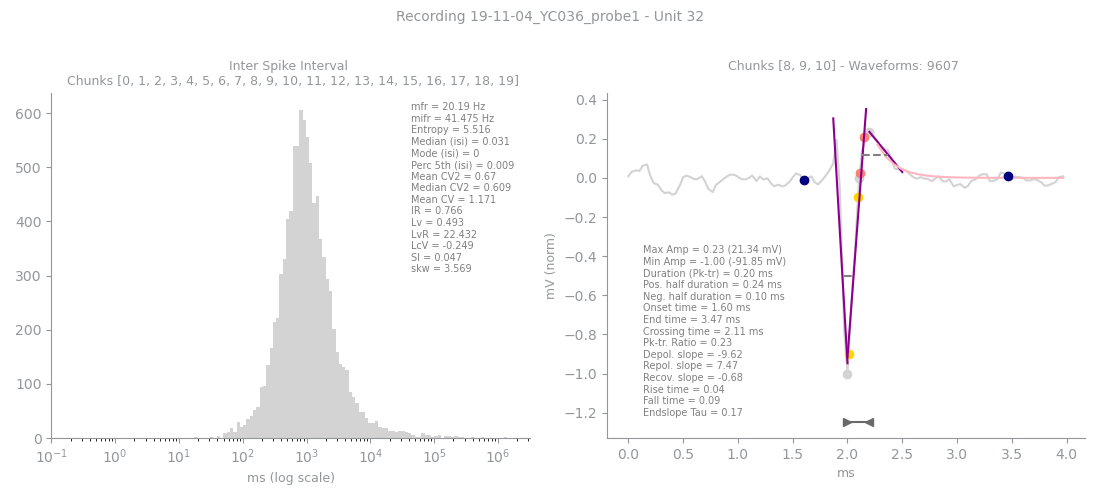 Recording 19-11-04_YC036_probe1 - Unit 32
Inter Spike Interval
Chunks [0, 1, 2, 3, 4, 5, 6, 7, 8, 9, 10, 11, 12, 13, 14, 15, 16, 17, 18, 19]
mfr = 20.19 Hz
mifr = 41.475 Hz
Entropy = 5.516
Median (isi) = 0.031
Mode (isi) = 0
Perc 5th (isi) = 0.009
Mean CV2 = 0.67
Median CV2 = 0.609
Mean CV = 1.171
IR = 0.766
Lv = 0.493
LvR = 22.432
LcV = -0.249
SI = 0.047
skw = 3.569
600
500
400
300
200
100
0
10⁻¹ 10⁰ 10¹ 10² 10³ 10⁴ 10⁵ 10⁶
ms (log scale)
Chunks [8, 9, 10] - Waveforms: 9607
mV (norm)
0.4
0.2
0.0
−0.2
−0.4
−0.6
−0.8
−1.0
−1.2
Max Amp = 0.23 (21.34 mV)
Min Amp = -1.00 (-91.85 mV)
Duration (Pk-tr) = 0.20 ms
Pos. half duration = 0.24 ms
Neg. half duration = 0.10 ms
Onset time = 1.60 ms
End time = 3.47 ms
Crossing time = 2.11 ms
Pk-tr. Ratio = 0.23
Depol. slope = -9.62
Repol. slope = 7.47
Recov. slope = -0.68
Rise time = 0.04
Fall time = 0.09
Endslope Tau = 0.17
0.0 0.5 1.0 1.5 2.0 2.5 3.0 3.5 4.0
ms